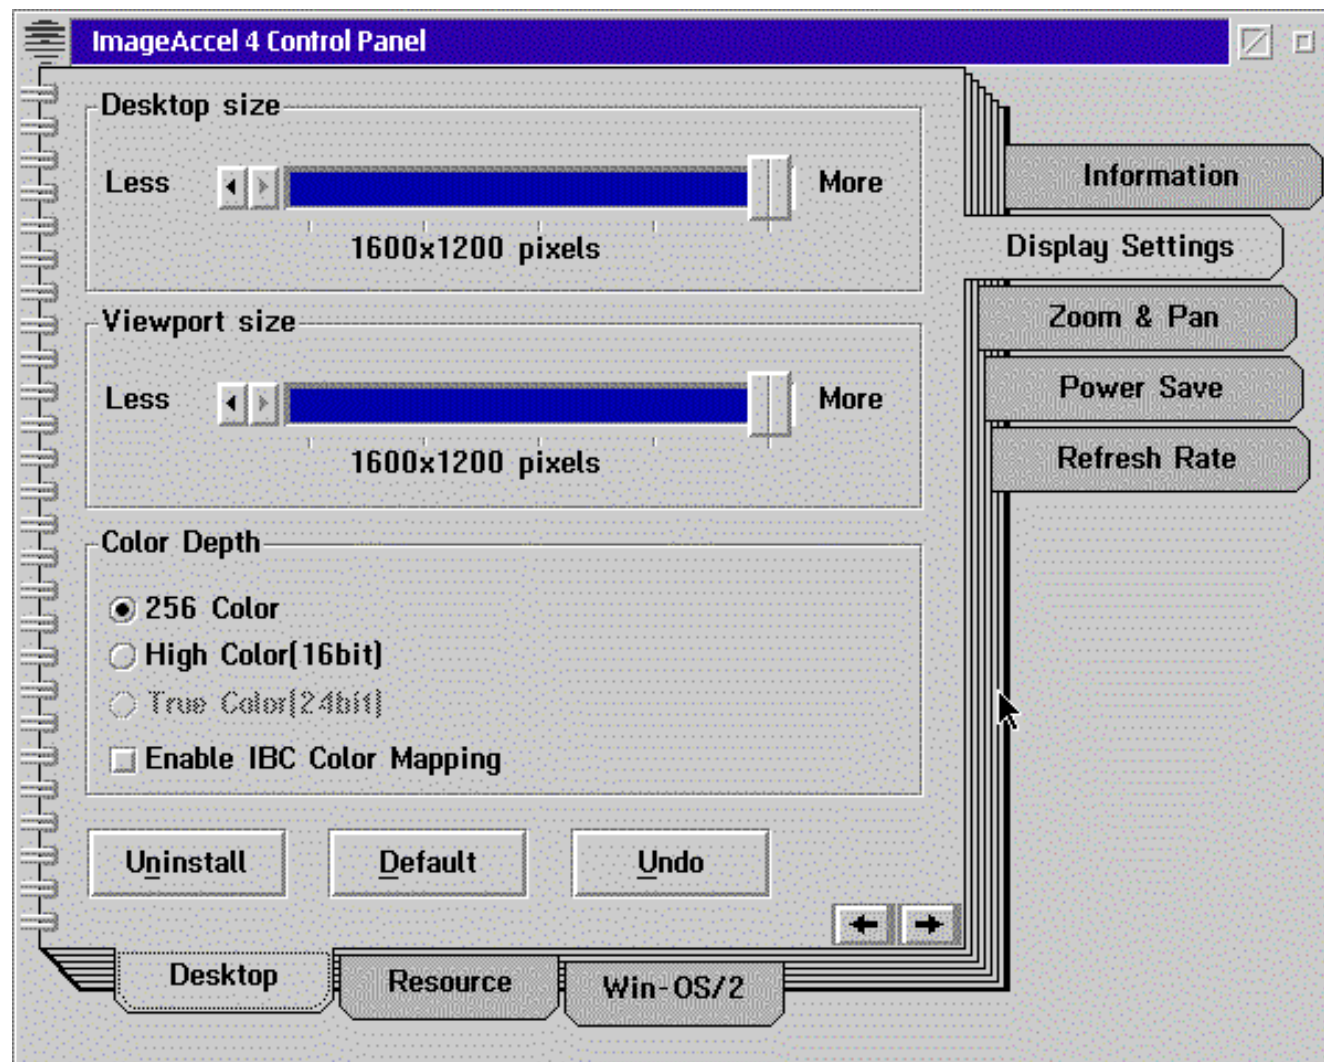 ImageAccel 4 Control Panel
Desktop size
Less
More
1600x1200 pixels
Viewport size
Less
More
1600x1200 pixels
Color Depth
256 Color
High Color(16bit)
True Color(24bit)
Enable IBC Color Mapping
Uninstall
Default
Undo
Information
Display Settings
Zoom & Pan
Power Save
Refresh Rate
Desktop
Resource
Win-OS/2